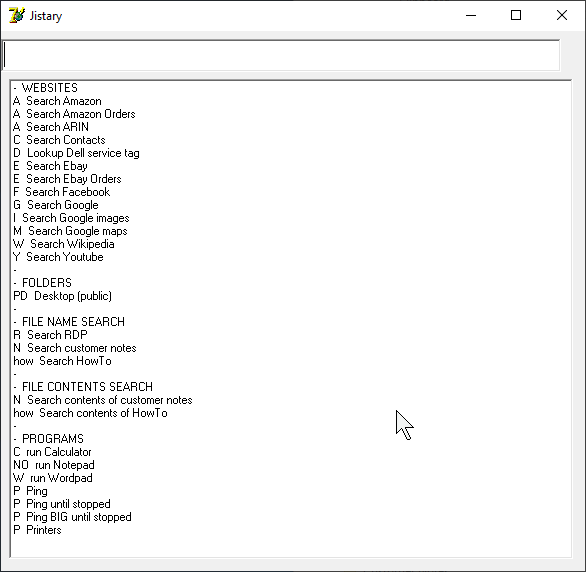 Jistary
- WEBSITES
A Search Amazon
A Search Amazon Orders
A Search ARIN
C Search Contacts
D Lookup Dell service tag
E Search Ebay
E Search Ebay Orders
F Search Facebook
G Search Google
I Search Google images
M Search Google maps
W Search Wikipedia
Y Search Youtube
-
- FOLDERS
PD Desktop (public)
-
- FILE NAME SEARCH
R Search RDP
N Search customer notes
how Search HowTo
-
- FILE CONTENTS SEARCH
N Search contents of customer notes
how Search contents of HowTo
-
- PROGRAMS
C run Calculator
NO run Notepad
W run Wordpad
P Ping
P Ping until stopped
P Ping BIG until stopped
P Printers